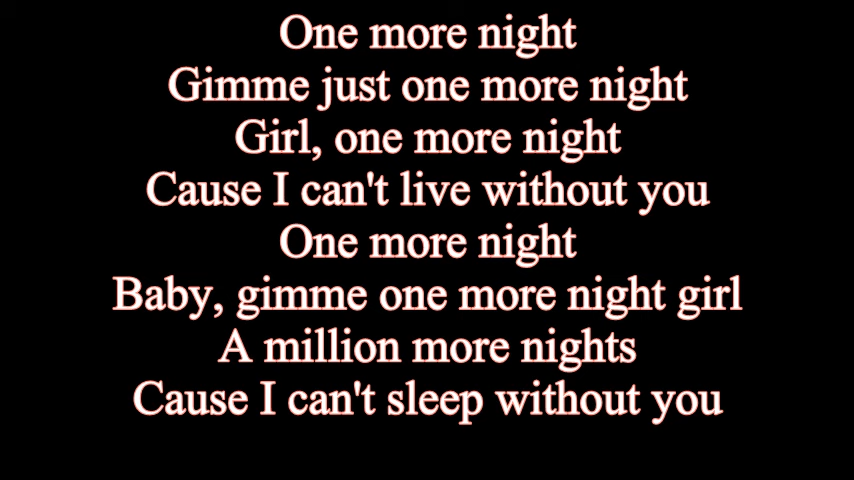 One more night
Gimme just one more night
Girl, one more night
Cause I can't live without you
One more night
Baby, gimme one more night girl
A million more nights
Cause I can't sleep without you